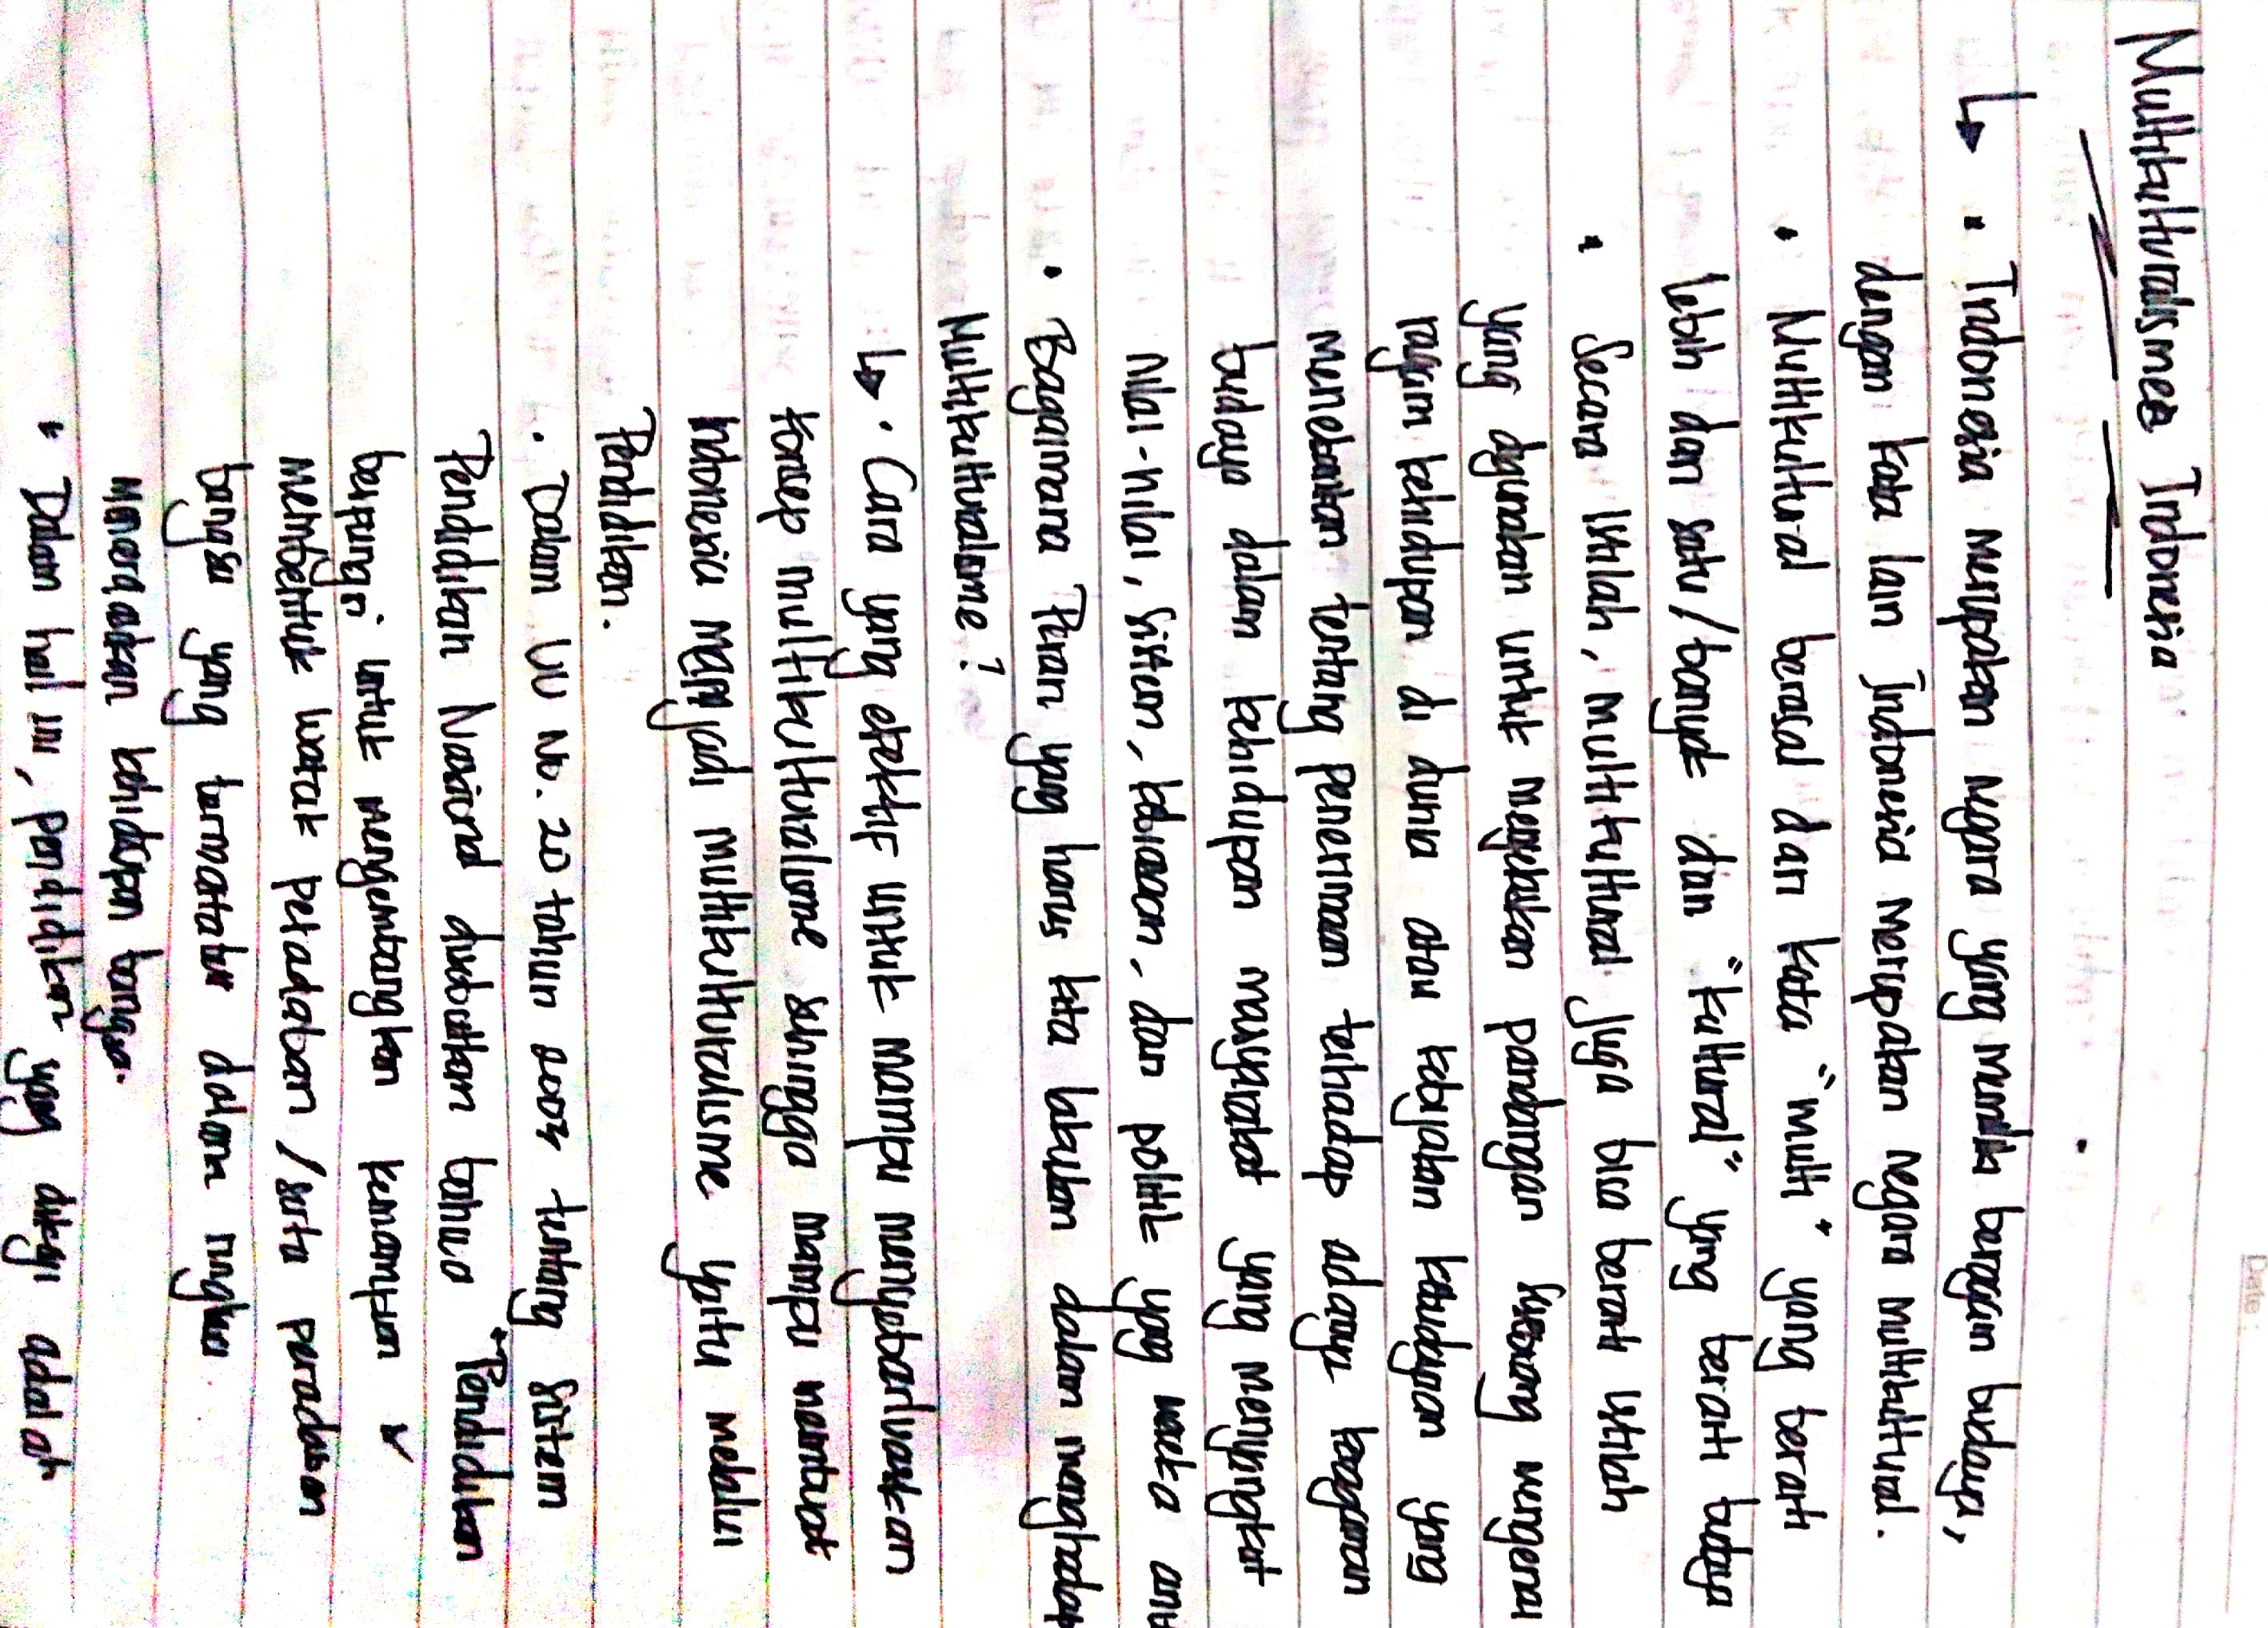 Multikulturalisme Indonesia
↳ • Indonesia merupakan negara yang memiliki beragam budaya,
dengan kata lain Indonesia merupakan negara multikultural.
• Multikultural berasal dari kata "multi" yang berarti
lebih dari satu/banyak dan "kultural" yang berarti budaya
• Secara istilah, multikultural juga bisa berarti istilah
yang digunakan untuk menjelaskan pandangan seseorang mengenai
ragam kehidupan di dunia atau kebijakan kebudayaan yang
menekankan tentang penerimaan terhadap adanya keragaman
budaya dalam kehidupan masyarakat yang menyangkut
Nilai-nilai, sistem, kebiasaan, dan politik yang mereka anu
• Bagaimana Peran yang harus kita lakukan dalam menghadapi
Multikulturalisme?
↳ • Cara yang efektif untuk mampu menyebarluaskan
konsep multikulturalisme sehingga mampu membuat
Indonesia menjadi multikulturalisme yaitu melalui
Pendidikan.
• Dalam UU No. 20 tahun 2003 tentang Sistem
Pendidikan Nasional disebutkan bahwa "Pendidikan
berfungsi untuk mengembangkan kemampuan
membentuk watak peradaban/serta peradaban
bangsa yang bermartabat dalam rangka
mencerdaskan kehidupan bangsa.
• Dalam hal ini, pendidikan yang adalah